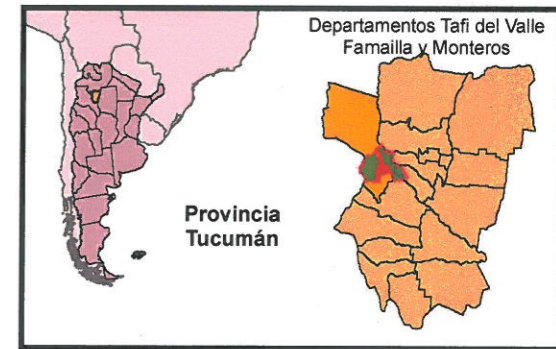 Departamentos Tafi del Valle
Famailla y Monteros
Provincia
Tucumán